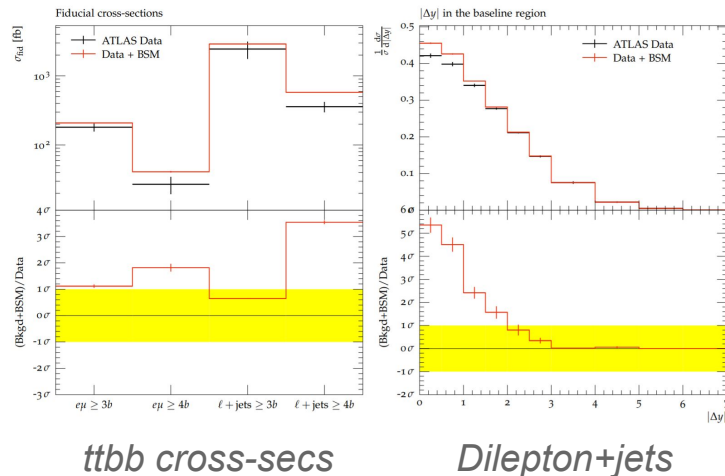 Fiducial cross-sections
σfid [fb]
ATLAS Data
Data + BSM
10³
10²
4σ
3σ
2σ
1σ
0σ
-1σ
-2σ
-3σ
(Bkgd+BSM)/Data
eμ ≥ 3b
eμ ≥ 4b
ℓ + jets ≥ 3b
ℓ + jets ≥ 4b
ttbb cross-secs
|Δy| in the baseline region
1/σ dσ/d|Δy|
ATLAS Data
Data + BSM
0.5
0.4
0.3
0.2
0.1
5σ
4σ
3σ
2σ
1σ
0σ
-1σ
-2σ
(Bkgd+BSM)/Data
0 1 2 3 4 5 6
|Δy|
Dilepton+jets